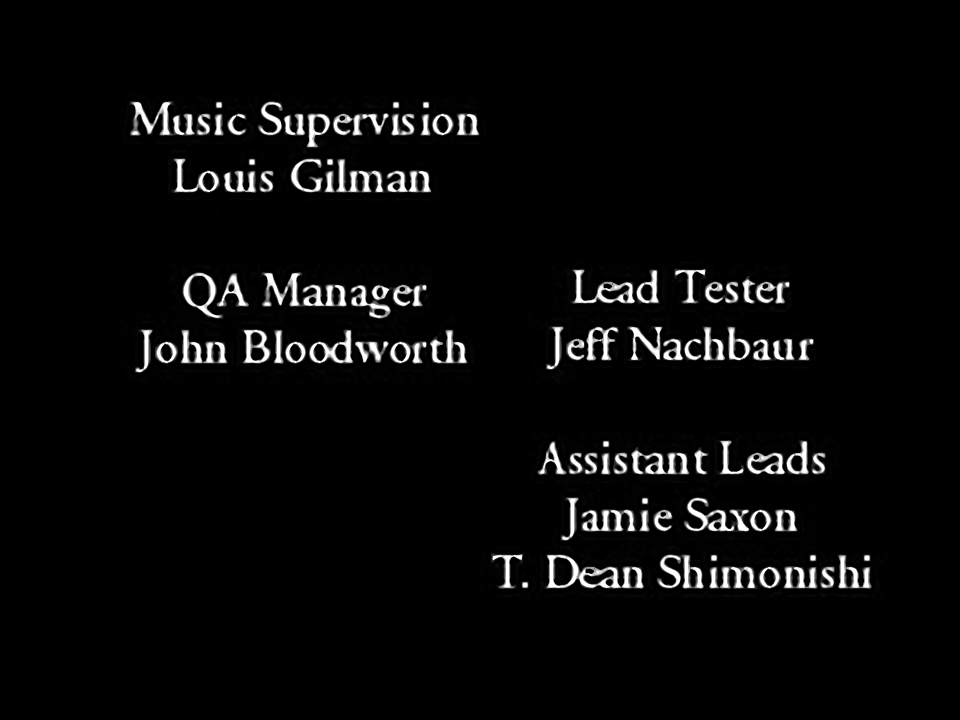 Music Supervision
Louis Gilman
QA Manager
John Bloodworth
Lead Tester
Jeff Nachbaur
Assistant Leads
Jamie Saxon
T. Dean Shimonishi